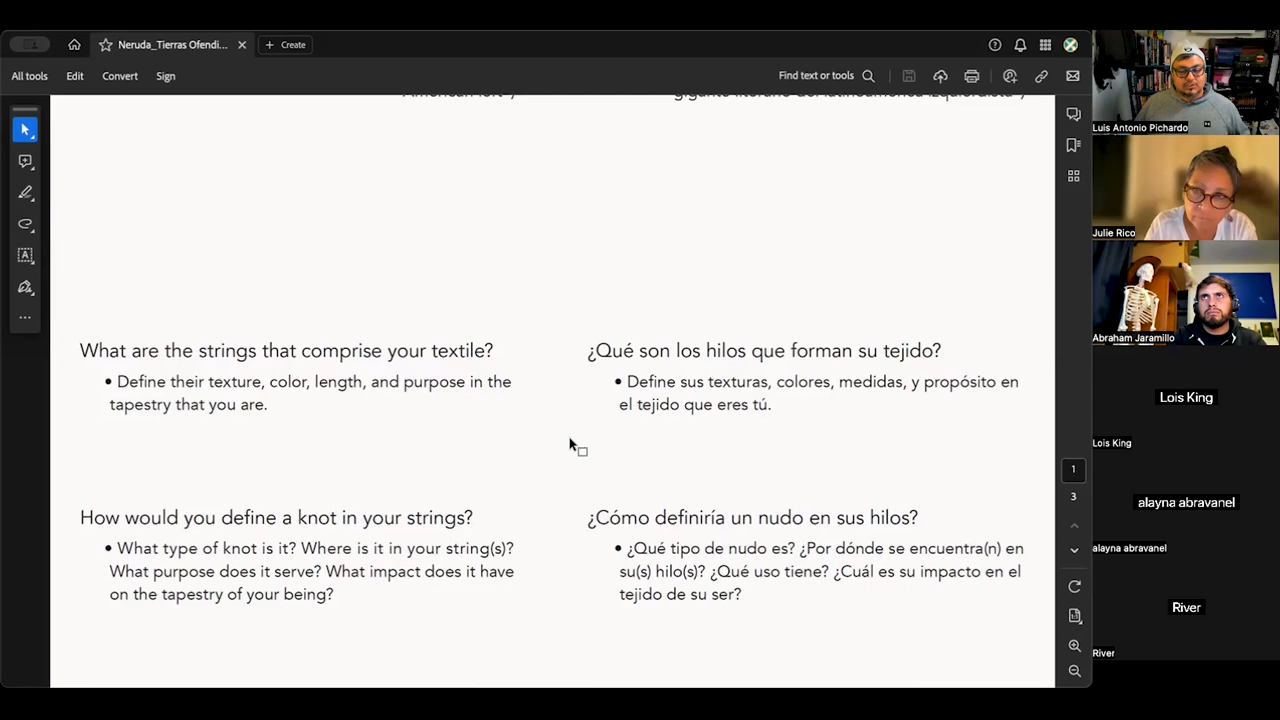 Neruda_Tierras Ofendi...
Create
All tools
Edit
Convert
Sign
Find text or tools
American left y
gigante literario del latinoamérica izquierdista y
What are the strings that comprise your textile?
• Define their texture, color, length, and purpose in the
tapestry that you are.
¿Qué son los hilos que forman su tejido?
• Define sus texturas, colores, medidas, y propósito en
el tejido que eres tú.
How would you define a knot in your strings?
• What type of knot is it? Where is it in your string(s)?
What purpose does it serve? What impact does it have
on the tapestry of your being?
¿Cómo definiría un nudo en sus hilos?
• ¿Qué tipo de nudo es? ¿Por dónde se encuentra(n) en
su(s) hilo(s)? ¿Qué uso tiene? ¿Cuál es su impacto en el
tejido de su ser?
1
3
Luis Antonio Pichardo
Julie Rico
Abraham Jaramillo
Lois King
Lois King
alayna abravanel
alayna abravanel
River
River